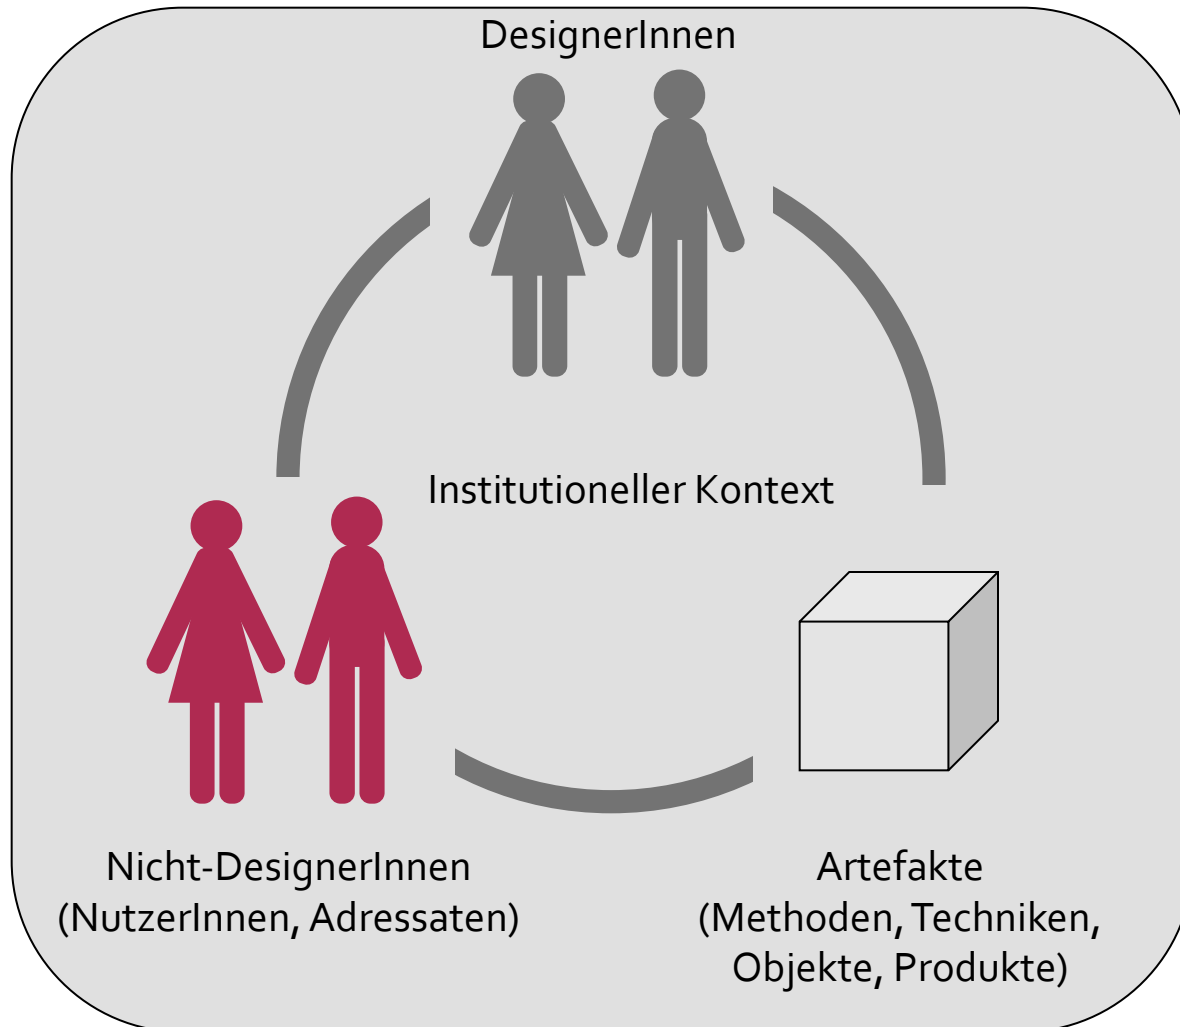 DesignerInnen
Institutioneller Kontext
Nicht-DesignerInnen
(NutzerInnen, Adressaten)
Artefakte
(Methoden, Techniken,
Objekte, Produkte)